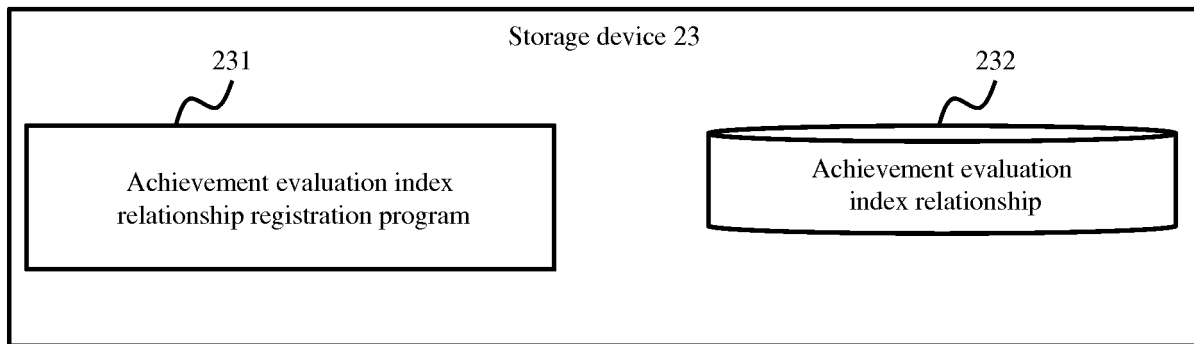 Storage device 23
231
232
Achievement evaluation index
relationship registration program
Achievement evaluation
index relationship